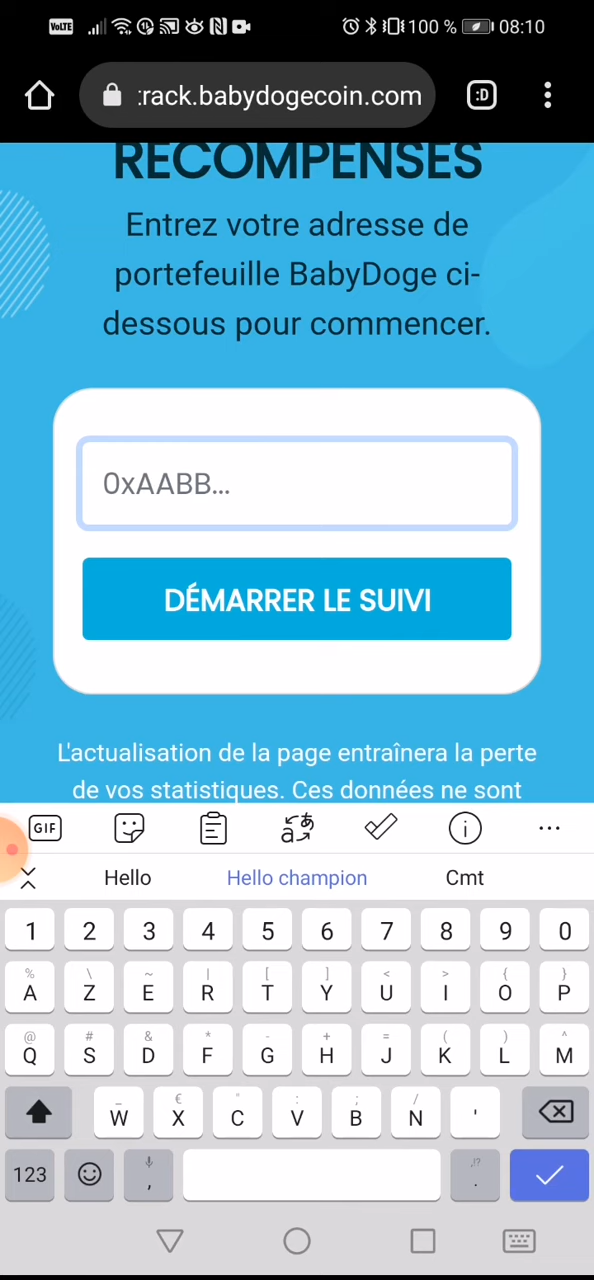 VoLTE 100 % 08:10
:rack.babydogecoin.com :D
RÉCOMPENSES
Entrez votre adresse de
portefeuille BabyDoge ci-
dessous pour commencer.
0xAABB...
DÉMARRER LE SUIVI
L'actualisation de la page entraînera la perte
de vos statistiques. Ces données ne sont
GIF
Hello Hello champion Cmt
1 2 3 4 5 6 7 8 9 0
% \ ~ | [ ] < > { }
A Z E R T Y U I O P
@ # & * - + = ( ) ^
Q S D F G H J K L M
_ € " : ; /
W X C V B N '
123 , .
,!?